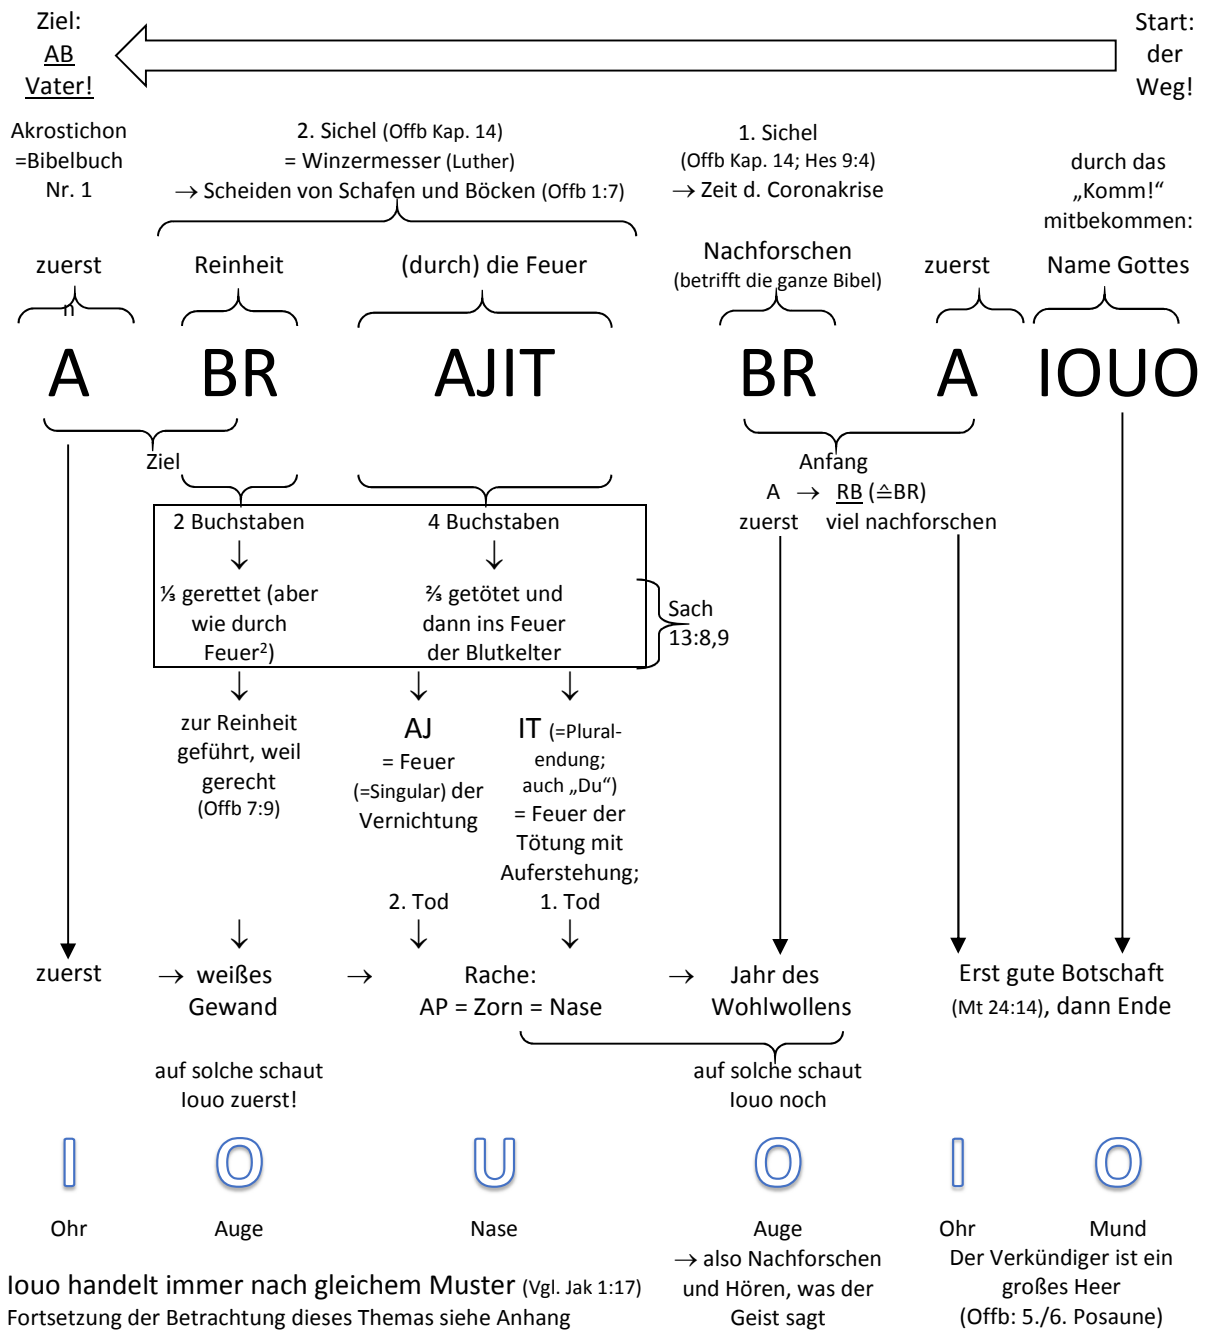 Ziel:
AB
Vater!
Start:
der
Weg!
Akrostichon
=Bibelbuch
Nr. 1
2. Sichel (Offb Kap. 14)
= Winzermesser (Luther)
→ Scheiden von Schafen und Böcken (Offb 1:7)
1. Sichel
(Offb Kap. 14; Hes 9:4)
→ Zeit d. Coronakrise
durch das
„Komm!“
mitbekommen:
zuerst
n
Reinheit
(durch) die Feuer
Nachforschen
(betrifft die ganze Bibel)
zuerst
Name Gottes
A BR AJIT BR A IOUO
Ziel
Anfang
A → RB (≙BR)
zuerst viel nachforschen
2 Buchstaben
↓
⅓ gerettet (aber
wie durch
Feuer²)
4 Buchstaben
↓
⅔ getötet und
dann ins Feuer
der Blutkelter
Sach
13:8,9
↓
zur Reinheit
geführt, weil
gerecht
(Offb 7:9)
↓
AJ
= Feuer
(=Singular) der
Vernichtung
2. Tod
↓
↓
IT (=Plural-
endung;
auch „Du“)
= Feuer der
Tötung mit
Auferstehung;
1. Tod
↓
↓
zuerst
→ weißes
Gewand
→ Rache:
AP = Zorn = Nase
→ Jahr des
Wohlwollens
Erst gute Botschaft
(Mt 24:14), dann Ende
auf solche schaut
Iouo zuerst!
auf solche schaut
Iouo noch
I O U O I O
Ohr Auge Nase Auge Ohr Mund
→ also Nachforschen
und Hören, was der
Geist sagt
Der Verkündiger ist ein
großes Heer
(Offb: 5./6. Posaune)
Iouo handelt immer nach gleichem Muster (Vgl. Jak 1:17)
Fortsetzung der Betrachtung dieses Themas siehe Anhang